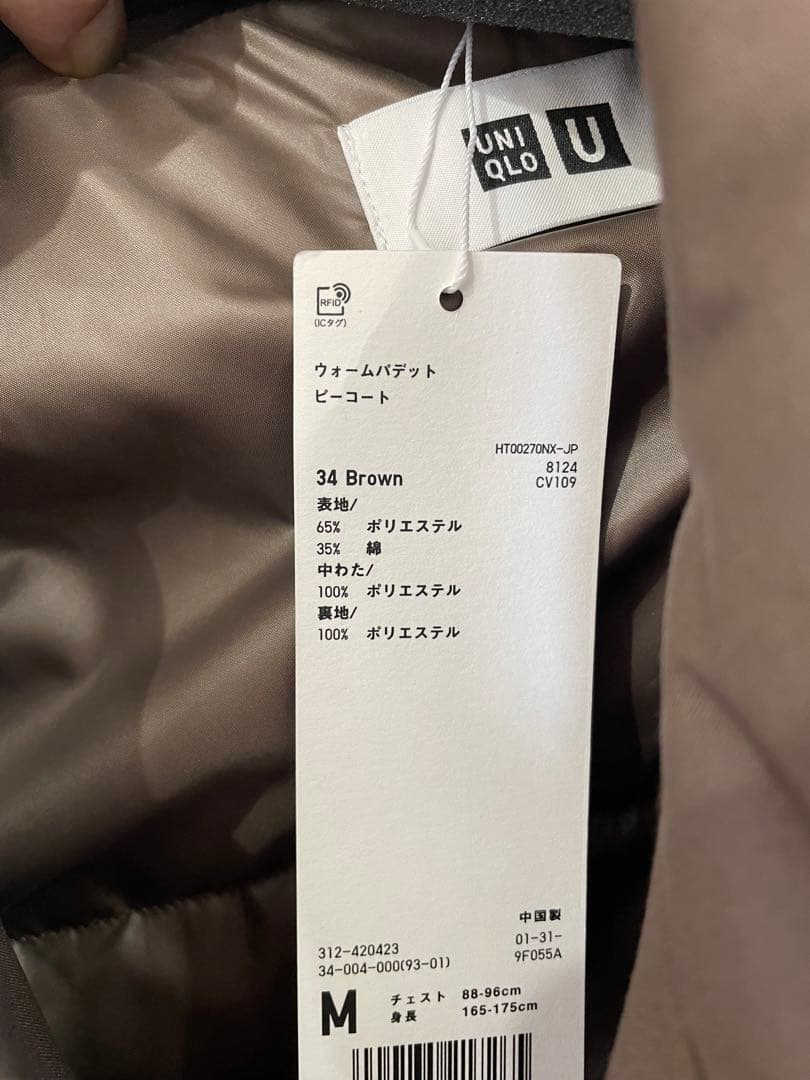 UNI
QLO
U
RFID
(ICタグ)
ウォームパデット
ピーコート
HT00270NX-JP
8124
CV109
34 Brown
表地/
65% ポリエステル
35% 綿
中わた/
100% ポリエステル
裏地/
100% ポリエステル
中国製
312-420423
01-31-
34-004-000(93-01)
9F055A
M
チェスト 88-96cm
身長 165-175cm